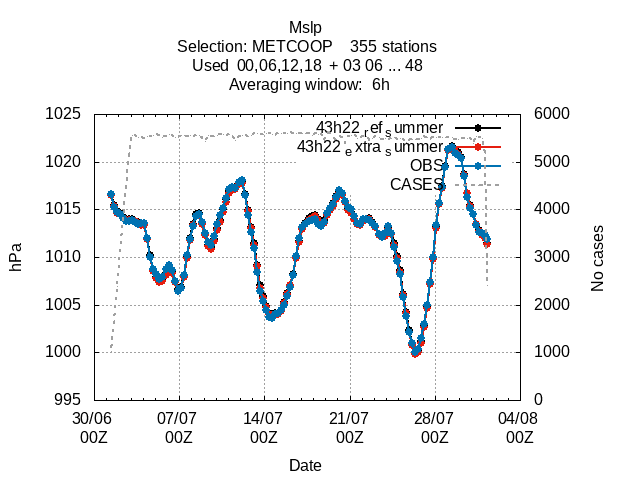 Mslp
Selection: METCOOP    355 stations
Used  00,06,12,18  + 03 06 ... 48
Averaging window:  6h
1025
1020
1015
1010
1005
1000
995
6000
5000
4000
3000
2000
1000
0
hPa
No cases
43h22_ref_summer
43h22_extra_summer
OBS
CASES
30/06 07/07 14/07 21/07 28/07 04/08
00Z 00Z 00Z 00Z 00Z 00Z
Date